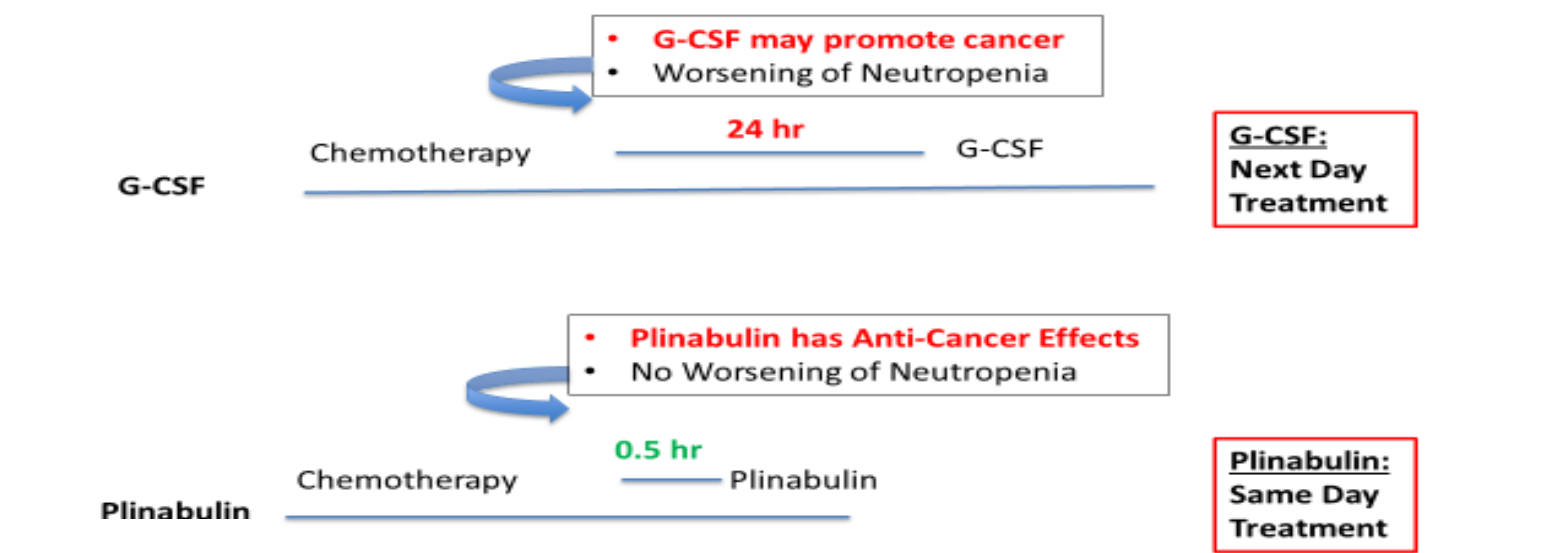 • G-CSF may promote cancer
• Worsening of Neutropenia
24 hr
Chemotherapy
G-CSF
G-CSF
G-CSF:
Next Day
Treatment
• Plinabulin has Anti-Cancer Effects
• No Worsening of Neutropenia
0.5 hr
Chemotherapy
Plinabulin
Plinabulin
Plinabulin:
Same Day
Treatment